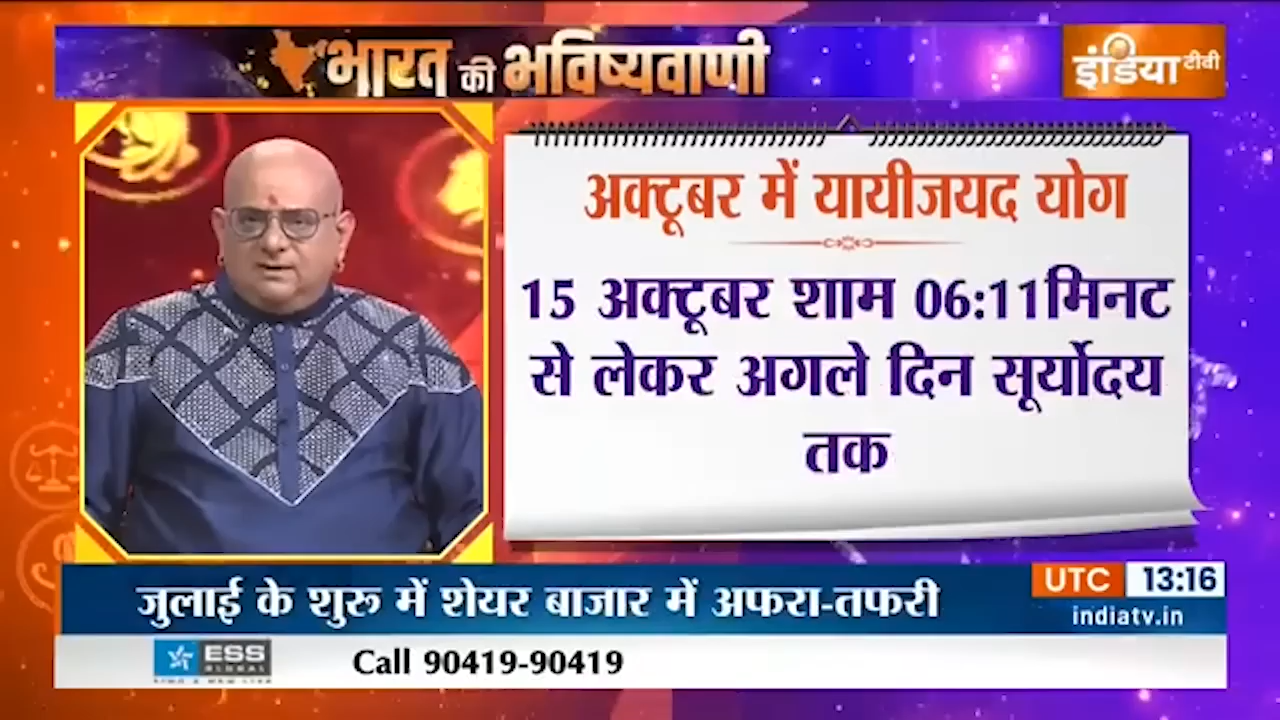 भारत की भविष्यवाणी
इंडिया टीवी
अक्टूबर में यायीजयद योग
15 अक्टूबर शाम 06:11मिनट
से लेकर अगले दिन सूर्योदय
तक
जुलाई के शुरू में शेयर बाजार में अफरा-तफरी
UTC 13:16
indiatv.in
ESS
GLOBAL
Call 90419-90419